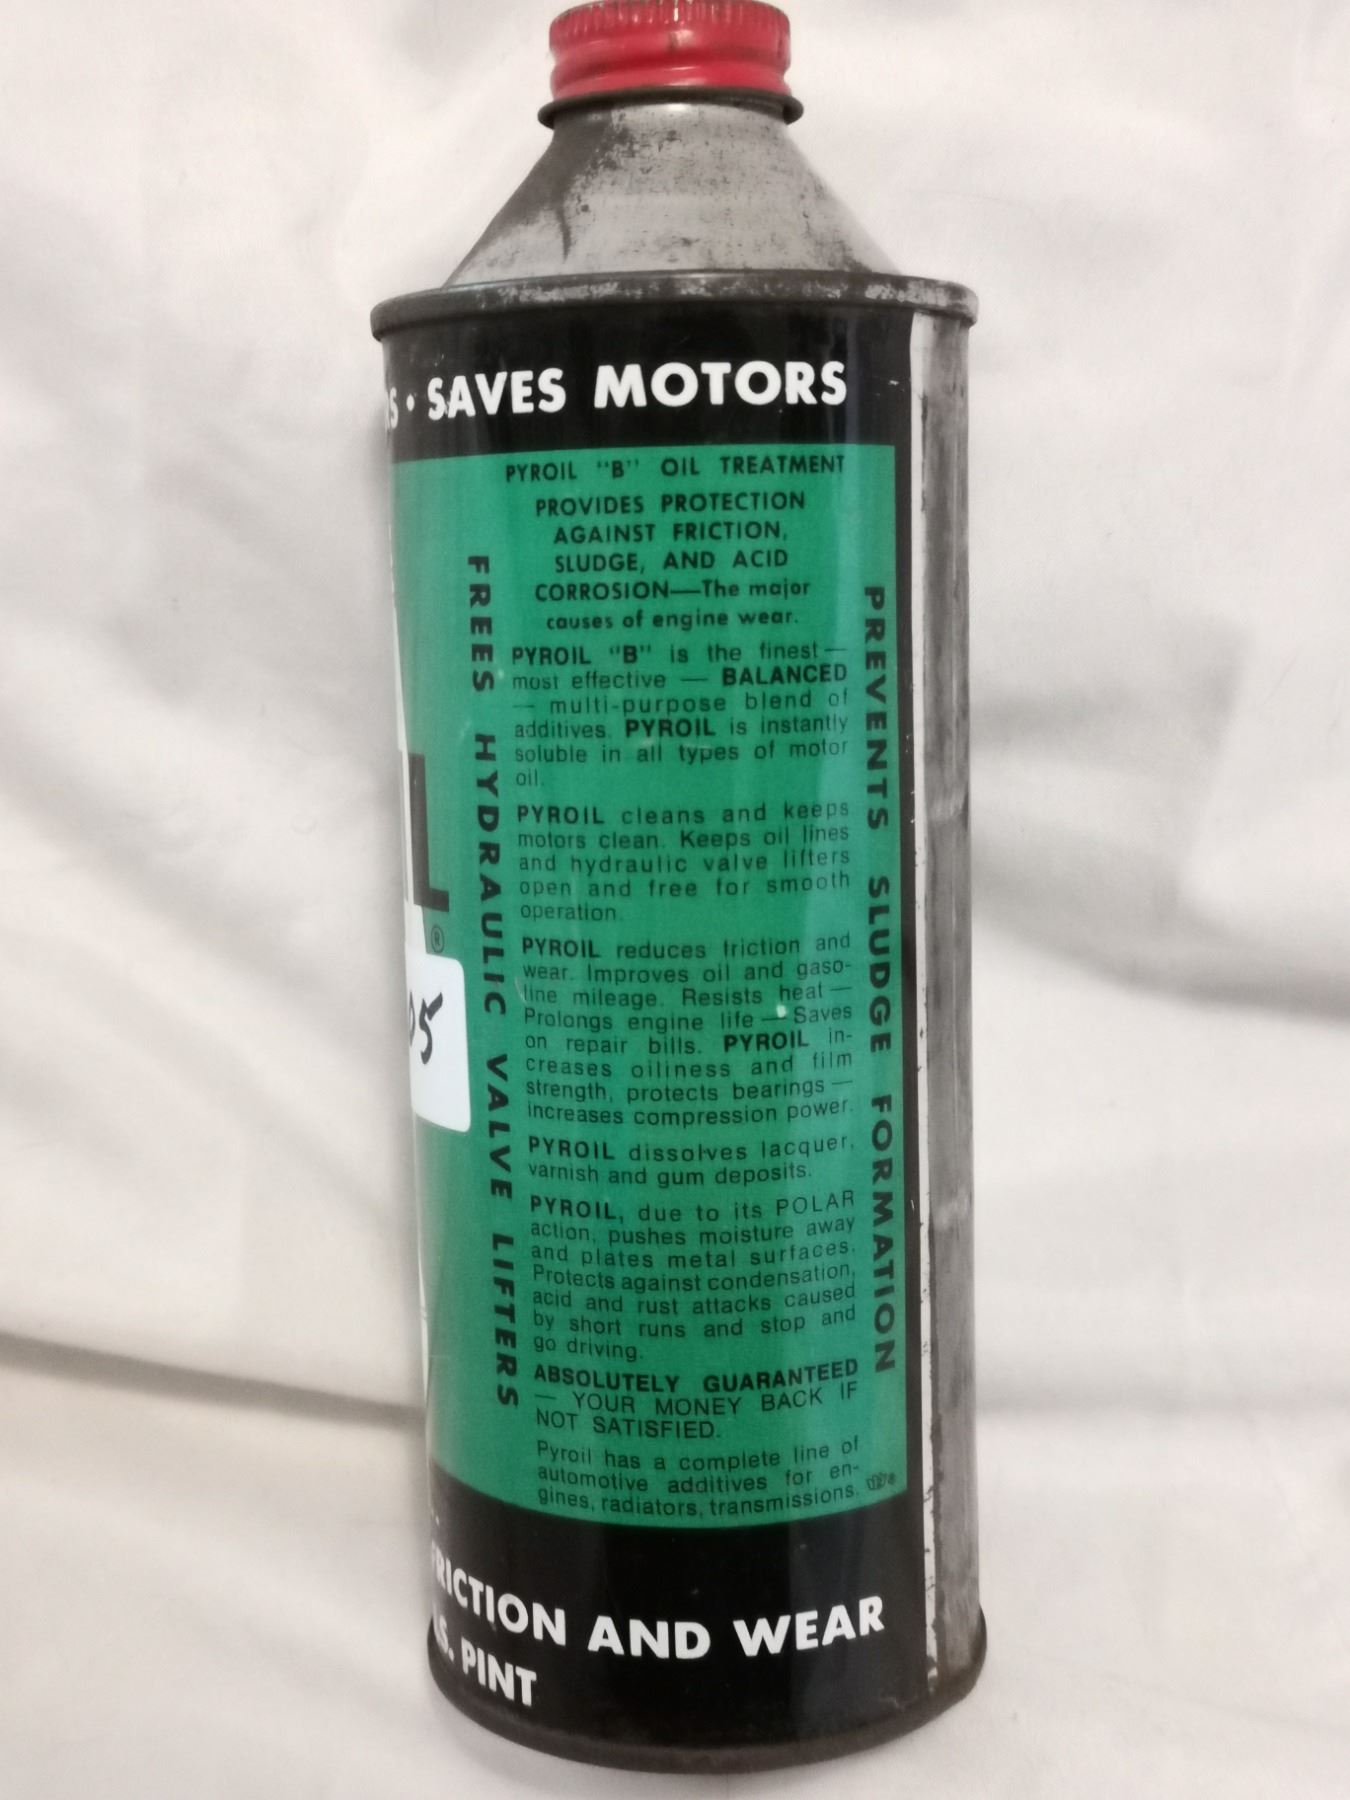 S • SAVES MOTORS
PYROIL "B" OIL TREATMENT
PROVIDES PROTECTION
AGAINST FRICTION,
SLUDGE, AND ACID
CORROSION—The major
causes of engine wear.
PYROIL "B" is the finest —
most effective — BALANCED
— multi-purpose blend of
additives. PYROIL is instantly
soluble in all types of motor
oil.
PYROIL cleans and keeps
motors clean. Keeps oil lines
and hydraulic valve lifters
open and free for smooth
operation.
PYROIL reduces friction and
wear. Improves oil and gaso-
line mileage. Resists heat —
Prolongs engine life — Saves
on repair bills. PYROIL in-
creases oiliness and film
strength, protects bearings —
increases compression power.
PYROIL dissolves lacquer,
varnish and gum deposits.
PYROIL, due to its POLAR
action, pushes moisture away
and plates metal surfaces.
Protects against condensation,
acid and rust attacks caused
by short runs and stop and
go driving.
ABSOLUTELY GUARANTEED
— YOUR MONEY BACK IF
NOT SATISFIED.
Pyroil has a complete line of
automotive additives for en-
gines, radiators, transmissions.
FREES HYDRAULIC VALVE LIFTERS
PREVENTS SLUDGE FORMATION
L
®
05
RICTION AND WEAR
S. PINT